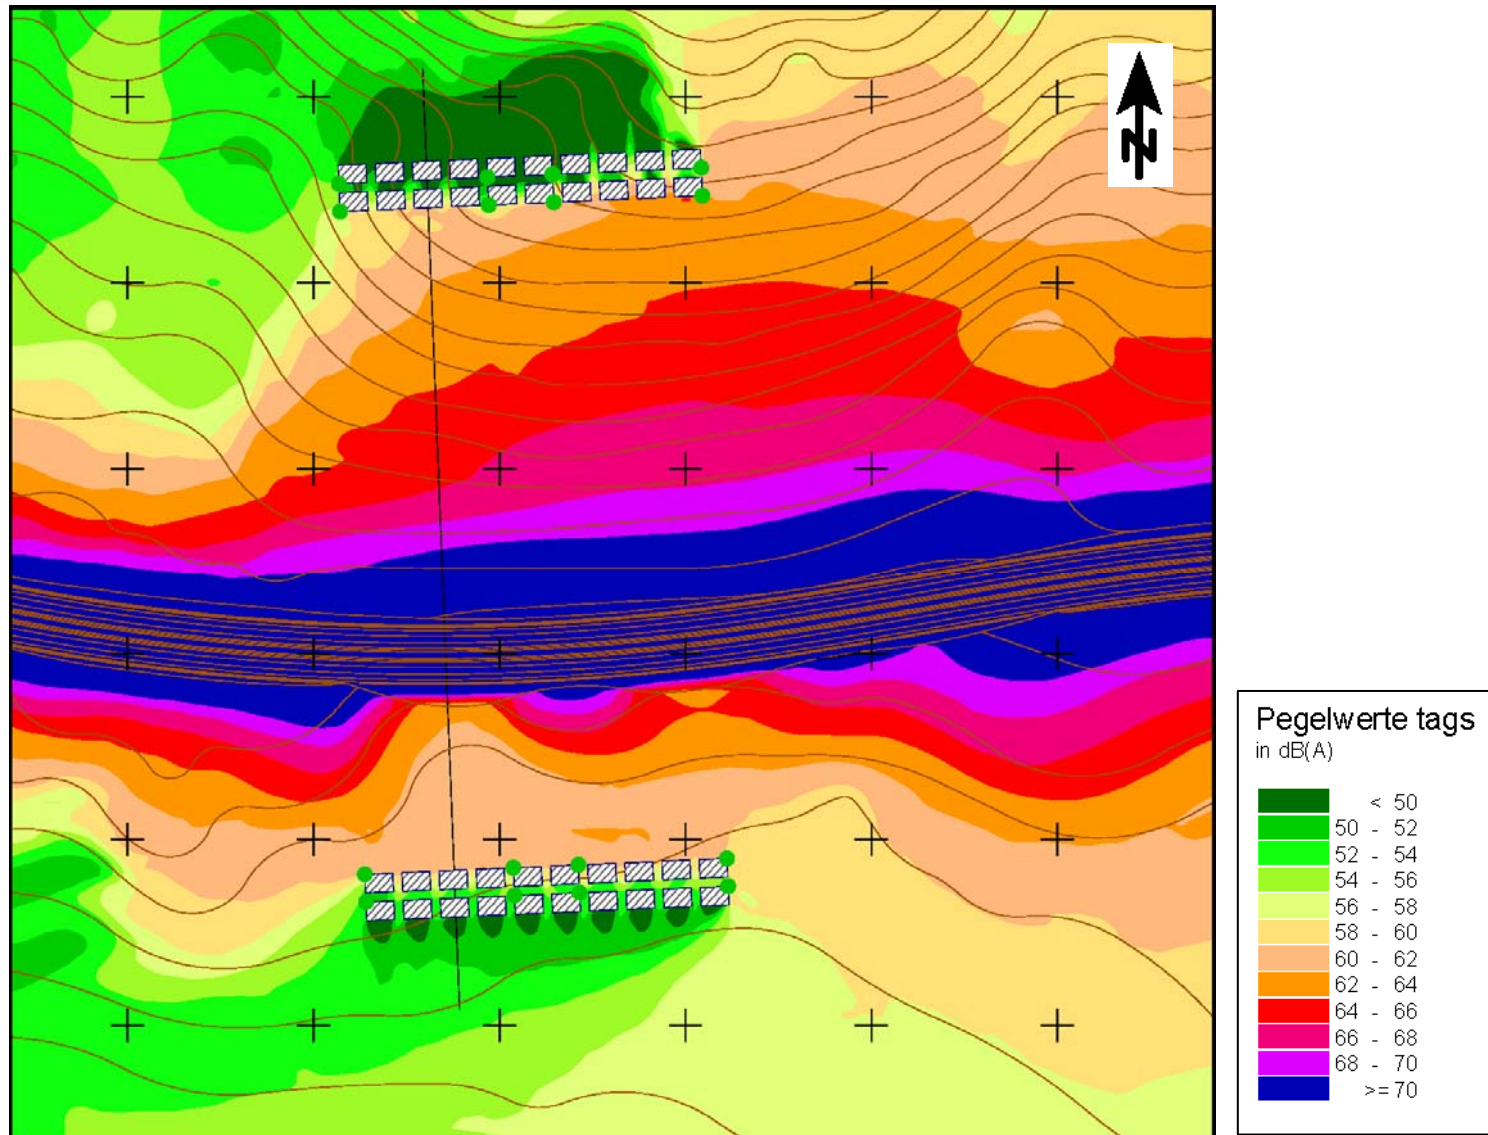 N
Pegelwerte tags
in dB(A)
< 50
50 - 52
52 - 54
54 - 56
56 - 58
58 - 60
60 - 62
62 - 64
64 - 66
66 - 68
68 - 70
>= 70